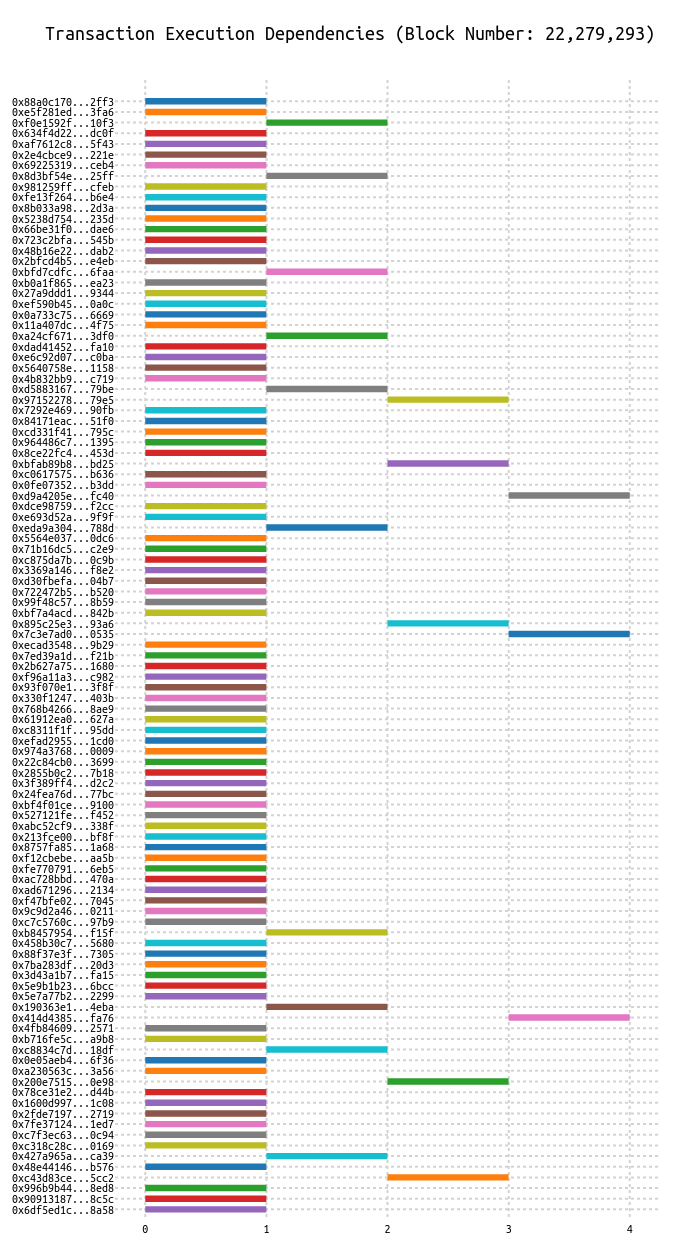 Transaction Execution Dependencies (Block Number: 22,279,293)
0x88a0c170...2ff3
0xe5f281ed...3fa6
0xf0e1592f...10f3
0x634f4d22...dc0f
0xaf7612c8...5f43
0x2e4cbce9...221e
0x69225319...ceb4
0x8d3bf54e...25ff
0x981259ff...cfeb
0xfe13f264...b6e4
0x8b033a98...2d3a
0x5238d754...235d
0x66be31f0...dae6
0x723c2bfa...545b
0x48b16e22...dab2
0x2bfcd4b5...e4eb
0xbfd7cdfc...6faa
0xb0a1f865...ea23
0x27a9ddd1...9344
0xef590b45...0a0c
0x0a733c75...6669
0x11a407dc...4f75
0xa24cf671...3df0
0xdad41452...fa10
0xe6c92d07...c0ba
0x5640758e...1158
0x4b832bb9...c719
0xd5883167...79be
0x97152278...79e5
0x7292e469...90fb
0x84171eac...51f0
0xcd331f41...795c
0x964486c7...1395
0x8ce22fc4...453d
0xbfab89b8...bd25
0xc0617575...b636
0x0fe07352...b3dd
0xd9a4205e...fc40
0xdce98759...f2cc
0xe693d52a...9f9f
0xeda9a304...788d
0x5564e037...0dc6
0x71b16dc5...c2e9
0xc875da7b...0c9b
0x3369a146...f8e2
0xd30fbefa...04b7
0x722472b5...b520
0x99f48c57...8b59
0xbf7a4acd...842b
0x895c25e3...93a6
0x7c3e7ad0...0535
0xecad3548...9b29
0x7ed39a1d...f21b
0x2b627a75...1680
0xf96a11a3...c982
0x93f070e1...3f8f
0x330f1247...403b
0x768b4266...8ae9
0x61912ea0...627a
0xc8311f1f...95dd
0xefad2955...1cd0
0x974a3768...0009
0x22c84cb0...3699
0x2855b0c2...7b18
0x3f389ff4...d2c2
0x24fea76d...77bc
0xbf4f01ce...9100
0x527121fe...f452
0xabc52cf9...338f
0x213fce00...bf8f
0x8757fa85...1a68
0xf12cbebe...aa5b
0xfe770791...6eb5
0xac728bbd...470a
0xad671296...2134
0xf47bfe02...7045
0x9c9d2a46...0211
0xc7c5760c...97b9
0xb8457954...f15f
0x458b30c7...5680
0x88f37e3f...7305
0x7ba283df...20d3
0x3d43a1b7...fa15
0x5e9b1b23...6bcc
0x5e7a77b2...2299
0x190363e1...4eba
0x414d4385...fa76
0x4fb84609...2571
0xb716fe5c...a9b8
0xc8834c7d...18df
0x0e05aeb4...6f36
0xa230563c...3a56
0x200e7515...0e98
0x78ce31e2...d44b
0x1600d997...1c08
0x2fde7197...2719
0x7fe37124...1ed7
0xc7f3ec63...0c94
0xc318c28c...0169
0x427a965a...ca39
0x48e44146...b576
0xc43d83ce...5cc2
0x996b9b44...8ed8
0x90913187...8c5c
0x6df5ed1c...8a58
0 1 2 3 4